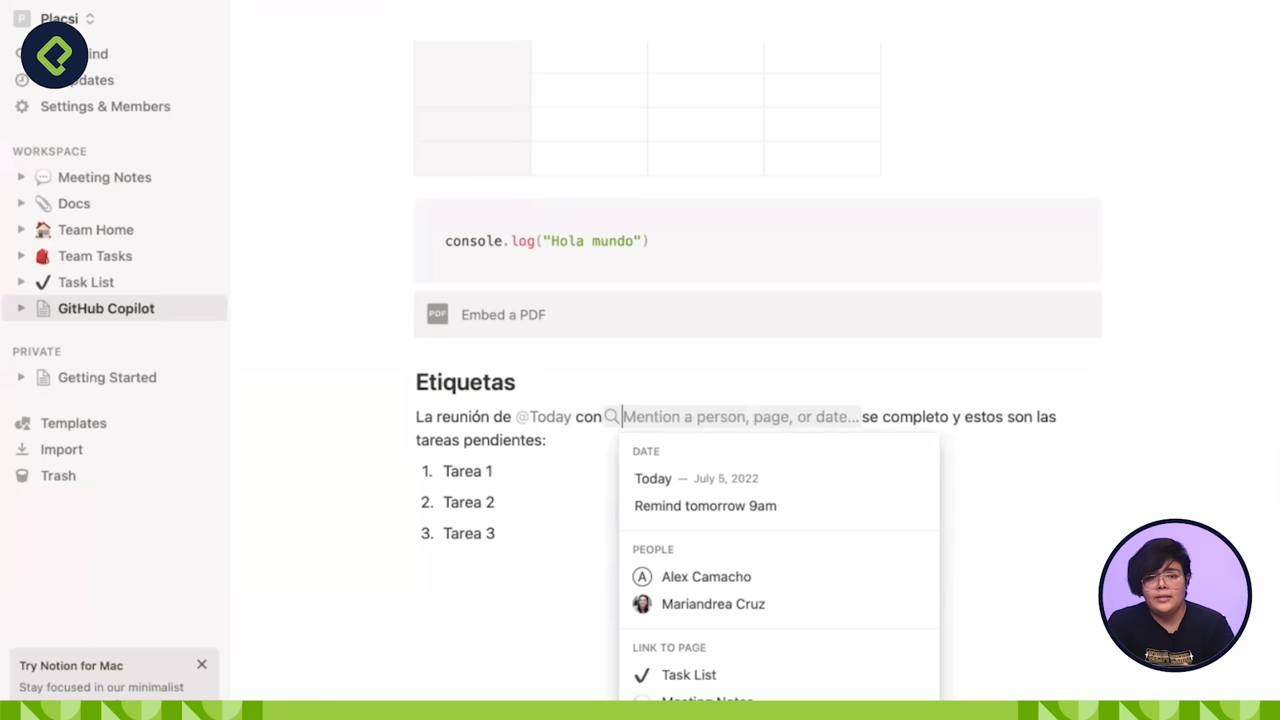 P Placsi
Updates
Settings & Members
WORKSPACE
Meeting Notes
Docs
Team Home
Team Tasks
Task List
GitHub Copilot
PRIVATE
Getting Started
Templates
Import
Trash
Try Notion for Mac
Stay focused in our minimalist
console.log("Hola mundo")
PDF Embed a PDF
Etiquetas
La reunión de @Today con Mention a person, page, or date... se completo y estos son las
tareas pendientes:
1. Tarea 1
2. Tarea 2
3. Tarea 3
DATE
Today — July 5, 2022
Remind tomorrow 9am
PEOPLE
A Alex Camacho
Mariandrea Cruz
LINK TO PAGE
Task List
Meeting Notes